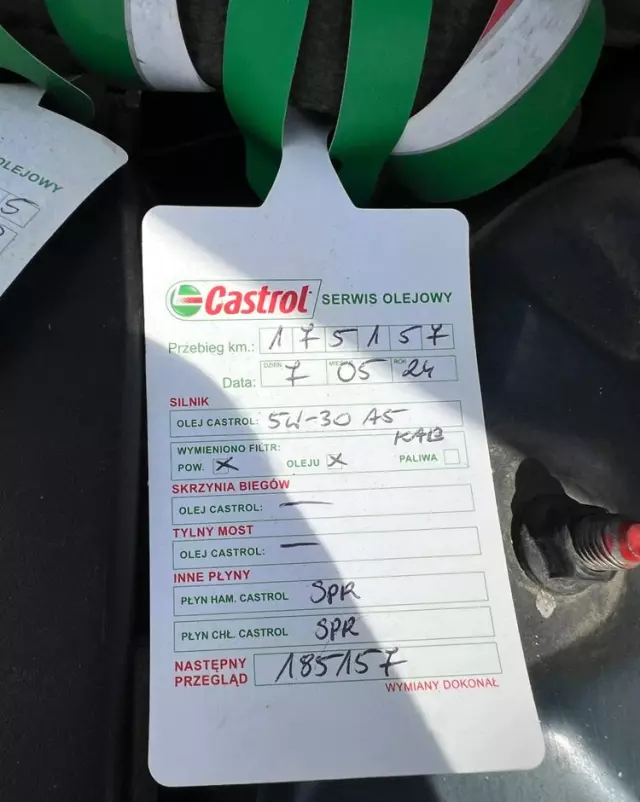 OLEJOWY
5
Castrol SERWIS OLEJOWY
Przebieg km.: 175157
DZIEŃ MIESIĄC ROK
Data: 7 05 24
SILNIK
OLEJ CASTROL: 5W-30 A5
WYMIENIONO FILTR: KAB
POW. X OLEJU X PALIWA
SKRZYNIA BIEGÓW
OLEJ CASTROL: —
TYLNY MOST
OLEJ CASTROL: —
INNE PŁYNY
PŁYN HAM. CASTROL SPR
PŁYN CHŁ. CASTROL SPR
NASTĘPNY
PRZEGLĄD 185157
WYMIANY DOKONAŁ